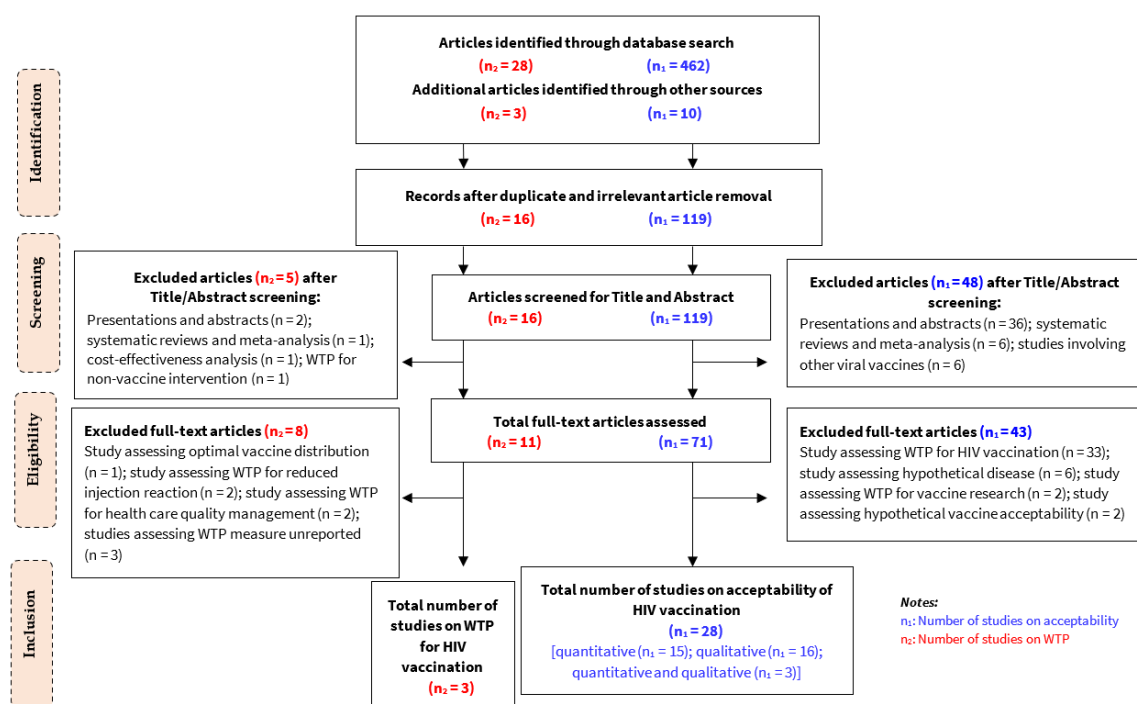 Identification
Articles identified through database search
(n₂ = 28) (n₁ = 462)
Additional articles identified through other sources
(n₂ = 3) (n₁ = 10)
Records after duplicate and irrelevant article removal
(n₂ = 16) (n₁ = 119)
Screening
Excluded articles (n₂ = 5) after
Title/Abstract screening:
Presentations and abstracts (n = 2);
systematic reviews and meta-analysis (n = 1);
cost-effectiveness analysis (n = 1); WTP for
non-vaccine intervention (n = 1)
Articles screened for Title and Abstract
(n₂ = 16) (n₁ = 119)
Excluded articles (n₁ = 48) after Title/Abstract
screening:
Presentations and abstracts (n = 36); systematic
reviews and meta-analysis (n = 6); studies involving
other viral vaccines (n = 6)
Eligibility
Excluded full-text articles (n₂ = 8)
Study assessing optimal vaccine distribution
(n = 1); study assessing WTP for reduced
injection reaction (n = 2); study assessing WTP
for health care quality management (n = 2);
studies assessing WTP measure unreported
(n = 3)
Total full-text articles assessed
(n₂ = 11) (n₁ = 71)
Excluded full-text articles (n₁ = 43)
Study assessing WTP for HIV vaccination (n = 33);
study assessing hypothetical disease (n = 6); study
assessing WTP for vaccine research (n = 2); study
assessing hypothetical vaccine acceptability (n = 2)
Inclusion
Total number of
studies on WTP
for HIV
vaccination
(n₂ = 3)
Total number of studies on acceptability of
HIV vaccination
(n₁ = 28)
[quantitative (n₁ = 15); qualitative (n₁ = 16);
quantitative and qualitative (n₁ = 3)]
Notes:
n₁: Number of studies on acceptability
n₂: Number of studies on WTP